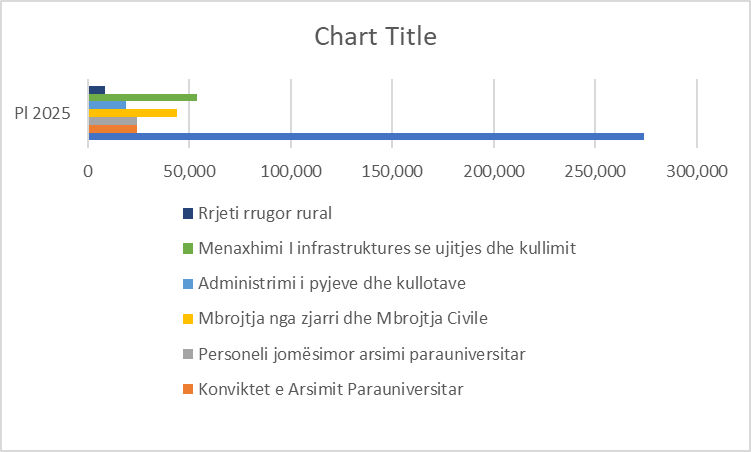 Chart Title
Pl 2025
0 50,000 100,000 150,000 200,000 250,000 300,000
Rrjeti rrugor rural
Menaxhimi I infrastruktures se ujitjes dhe kullimit
Administrimi i pyjeve dhe kullotave
Mbrojtja nga zjarri dhe Mbrojtja Civile
Personeli jomësimor arsimi parauniversitar
Konviktet e Arsimit Parauniversitar